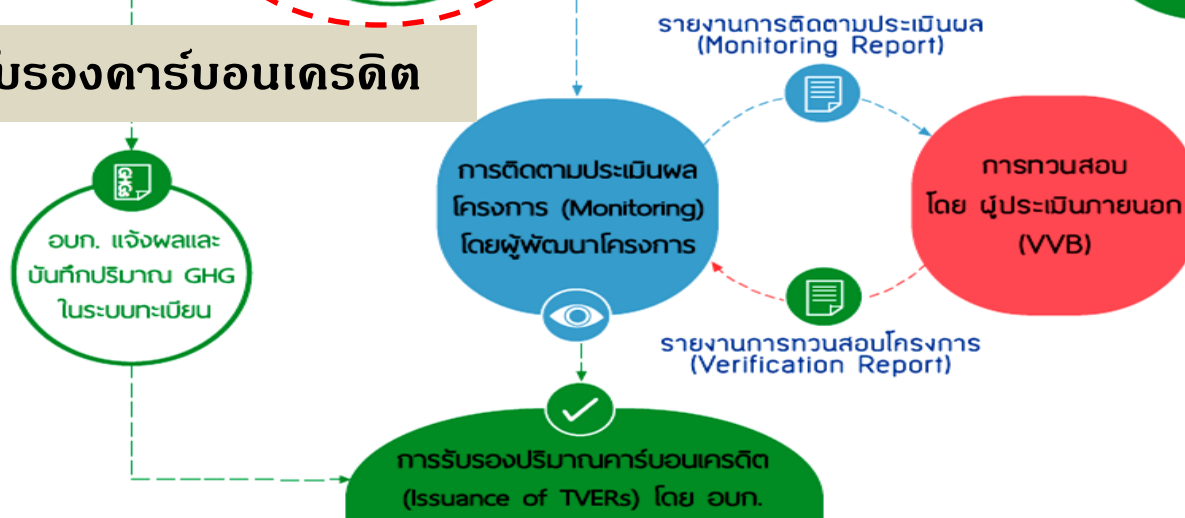 รายงานการติดตามประเมินผล
(Monitoring Report)
รับรองคาร์บอนเครดิต
GHGs
การติดตามประเมินผล
โครงการ (Monitoring)
โดยผู้พัฒนาโครงการ
การทวนสอบ
โดย ผู้ประเมินภายนอก
(VVB)
อบก. แจ้งผลและ
บันทึกปริมาณ GHG
ในระบบทะเบียน
รายงานการทวนสอบโครงการ
(Verification Report)
การรับรองปริมาณคาร์บอนเครดิต
(Issuance of TVERs) โดย อบก.